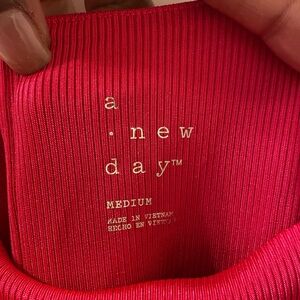 a
· new
day™
MEDIUM
MADE IN VIETNAM
HECHO EN VIETNAM